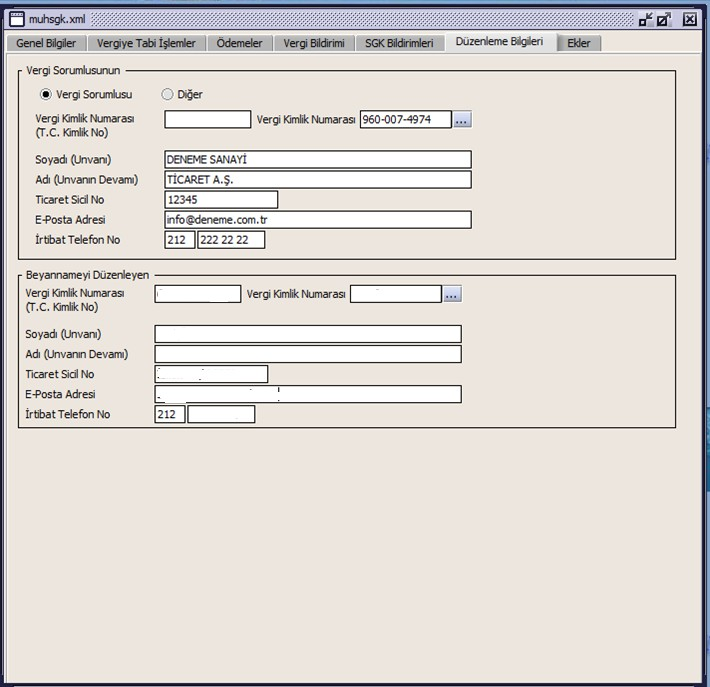 muhsgk.xml
Genel Bilgiler Vergiye Tabi İşlemler Ödemeler Vergi Bildirimi SGK Bildirimleri Düzenleme Bilgileri Ekler
Vergi Sorumlusunun
Vergi Sorumlusu Diğer
Vergi Kimlik Numarası Vergi Kimlik Numarası 960-007-4974 ...
(T.C. Kimlik No)
Soyadı (Unvanı) DENEME SANAYİ
Adı (Unvanın Devamı) TİCARET A.Ş.
Ticaret Sicil No 12345
E-Posta Adresi info@deneme.com.tr
İrtibat Telefon No 212 222 22 22
Beyannameyi Düzenleyen
Vergi Kimlik Numarası Vergi Kimlik Numarası ...
(T.C. Kimlik No)
Soyadı (Unvanı)
Adı (Unvanın Devamı)
Ticaret Sicil No
E-Posta Adresi
İrtibat Telefon No 212